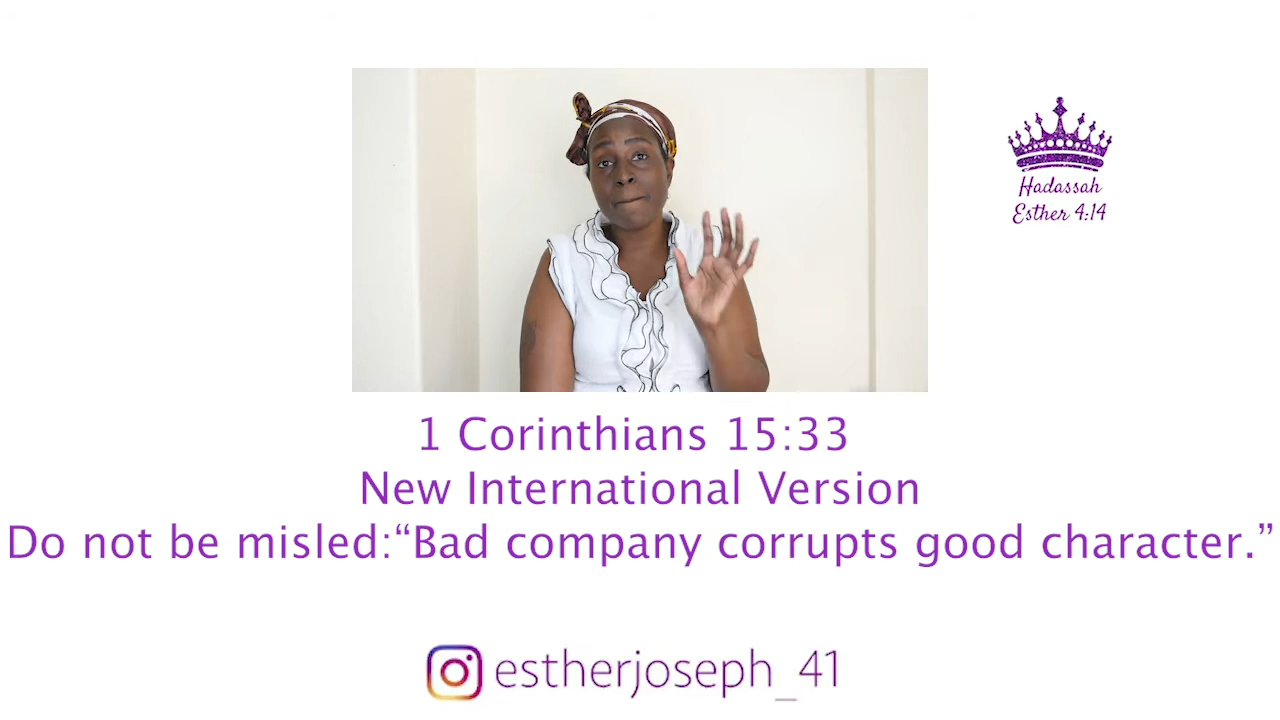 Hadassah
Esther 4:14
1 Corinthians 15:33
New International Version
Do not be misled:“Bad company corrupts good character.”
estherjoseph_41